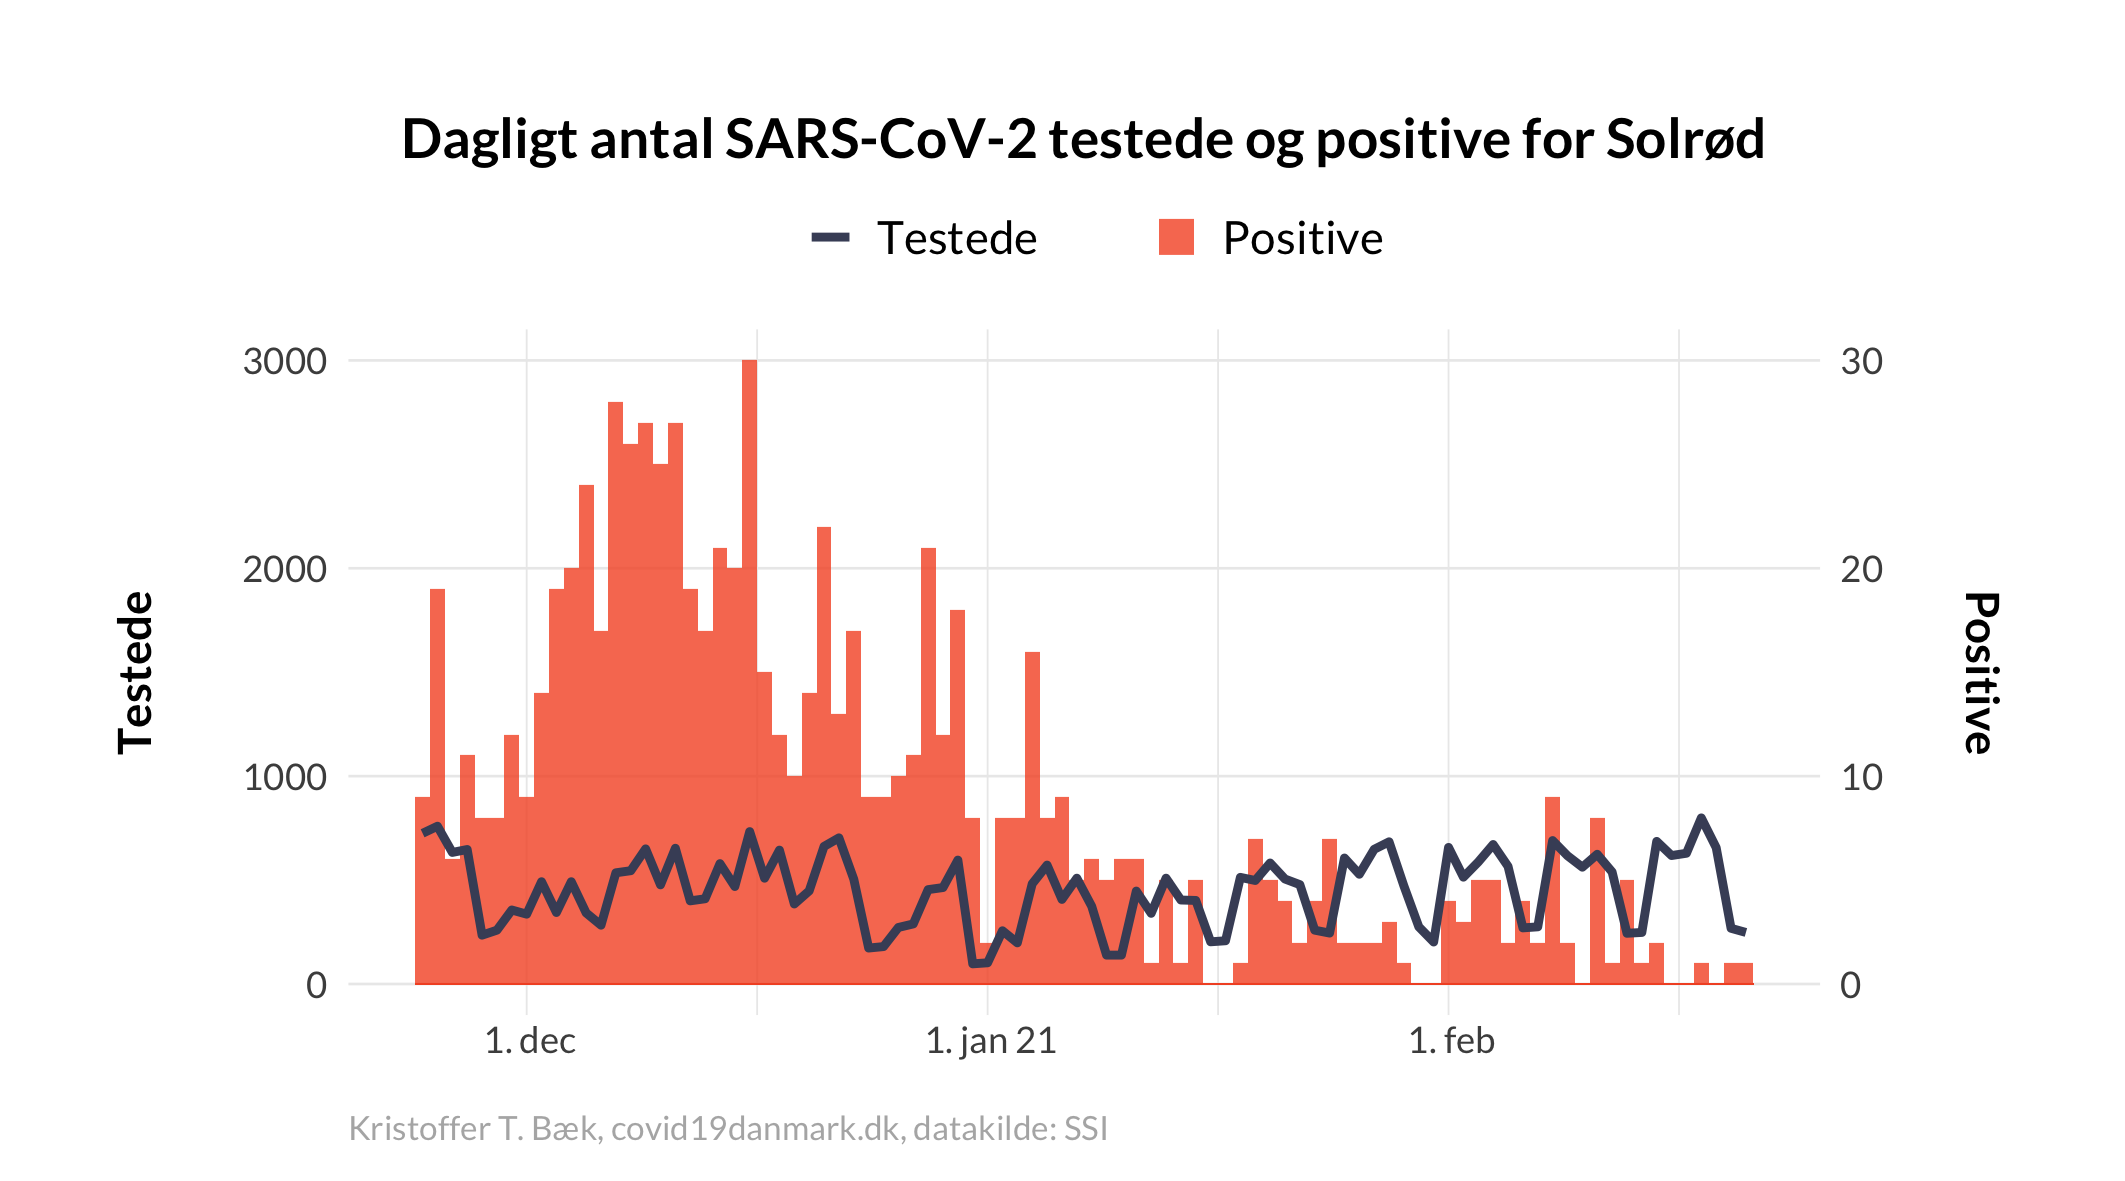 Dagligt antal SARS-CoV-2 testede og positive for Solrød
Testede Positive
3000 30
2000 20
1000 10
0 0
Testede
Positive
1. dec 1. jan 21 1. feb
Kristoffer T. Bæk, covid19danmark.dk, datakilde: SSI